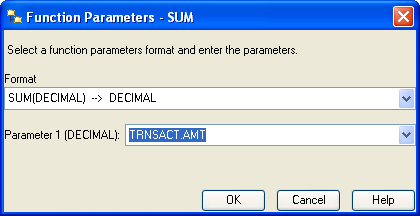 Function Parameters - SUM
Select a function parameters format and enter the parameters.
Format
SUM(DECIMAL) --> DECIMAL
Parameter 1 (DECIMAL): TRNSACT.AMT
OK Cancel Help